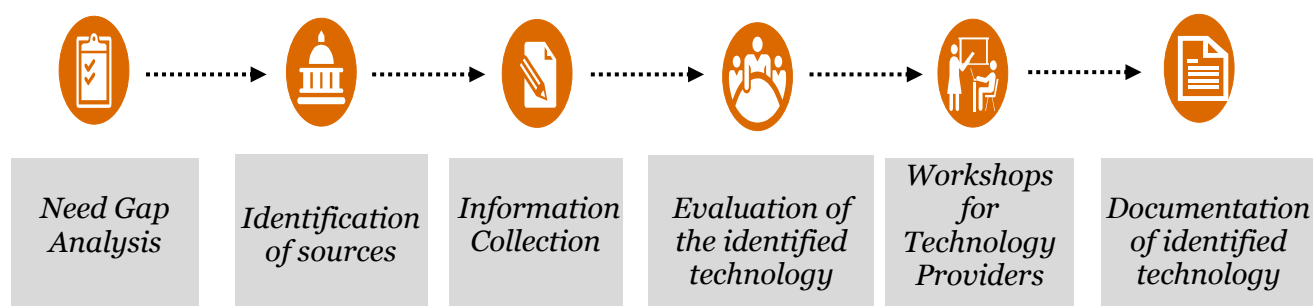 Need Gap
Analysis
Identification
of sources
Information
Collection
Evaluation of
the identified
technology
Workshops
for
Technology
Providers
Documentation
of identified
technology